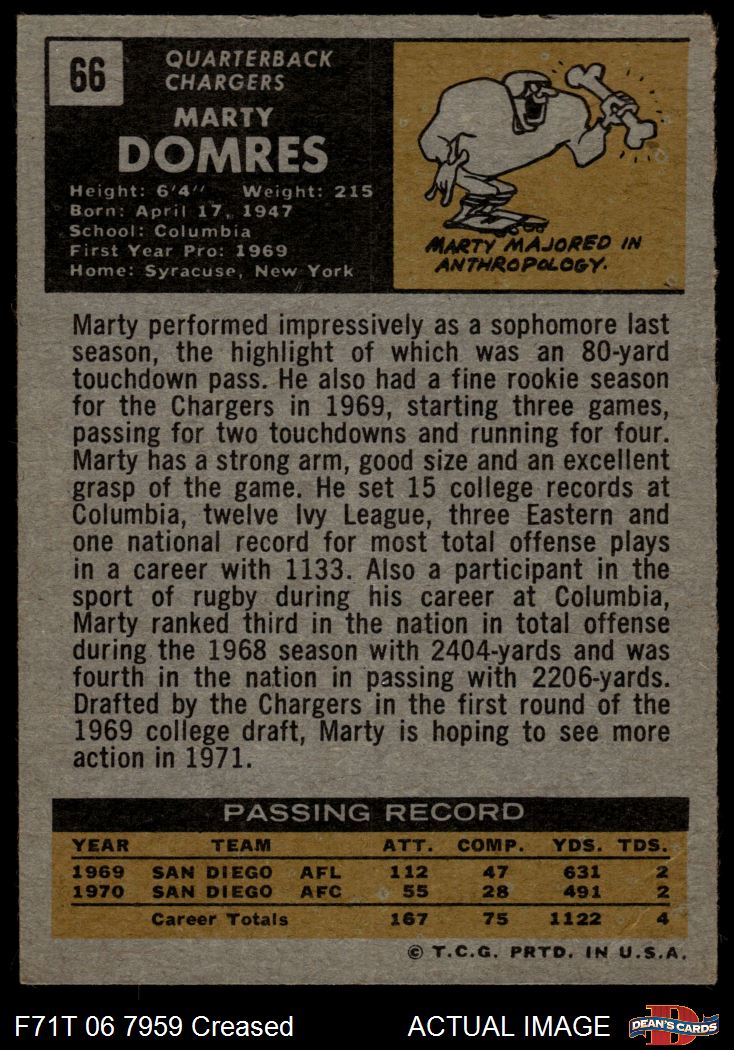 66
QUARTERBACK
CHARGERS
MARTY
DOMRES
Height: 6'4" Weight: 215
Born: April 17, 1947
School: Columbia
First Year Pro: 1969
Home: Syracuse, New York
MARTY MAJORED IN
ANTHROPOLOGY.
Marty performed impressively as a sophomore last
season, the highlight of which was an 80-yard
touchdown pass. He also had a fine rookie season
for the Chargers in 1969, starting three games,
passing for two touchdowns and running for four.
Marty has a strong arm, good size and an excellent
grasp of the game. He set 15 college records at
Columbia, twelve Ivy League, three Eastern and
one national record for most total offense plays
in a career with 1133. Also a participant in the
sport of rugby during his career at Columbia,
Marty ranked third in the nation in total offense
during the 1968 season with 2404-yards and was
fourth in the nation in passing with 2206-yards.
Drafted by the Chargers in the first round of the
1969 college draft, Marty is hoping to see more
action in 1971.
PASSING RECORD
YEAR TEAM ATT. COMP. YDS. TDS.
1969 SAN DIEGO AFL 112 47 631 2
1970 SAN DIEGO AFC 55 28 491 2
Career Totals 167 75 1122 4
© T.C.G. PRTD. IN U.S.A.
F71T 06 7959 Creased ACTUAL IMAGE D DEAN'S CARDS